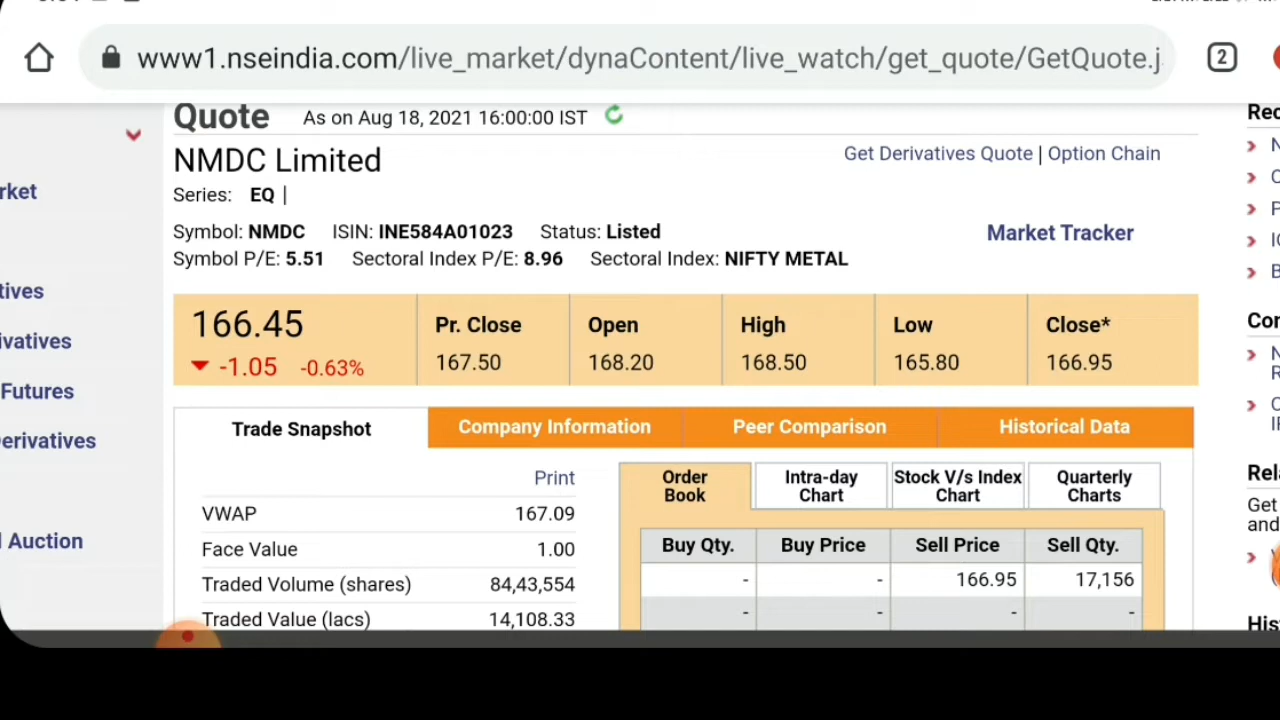 www1.nseindia.com/live_market/dynaContent/live_watch/get_quote/GetQuote.j
2
Quote As on Aug 18, 2021 16:00:00 IST
NMDC Limited
Get Derivatives Quote | Option Chain
Series: EQ |
Symbol: NMDC ISIN: INE584A01023 Status: Listed
Market Tracker
Symbol P/E: 5.51 Sectoral Index P/E: 8.96 Sectoral Index: NIFTY METAL
166.45 Pr. Close Open High Low Close*
-1.05 -0.63% 167.50 168.20 168.50 165.80 166.95
Trade Snapshot Company Information Peer Comparison Historical Data
Print
VWAP 167.09
Face Value 1.00
Traded Volume (shares) 84,43,554
Traded Value (lacs) 14,108.33
Order Book
Intra-day Chart
Stock V/s Index Chart
Quarterly Charts
Buy Qty. Buy Price Sell Price Sell Qty.
- - 166.95 17,156
- - - -
rket
tives
ivatives
Futures
erivatives
Auction
Rec
Con
Rel
Get
and
His